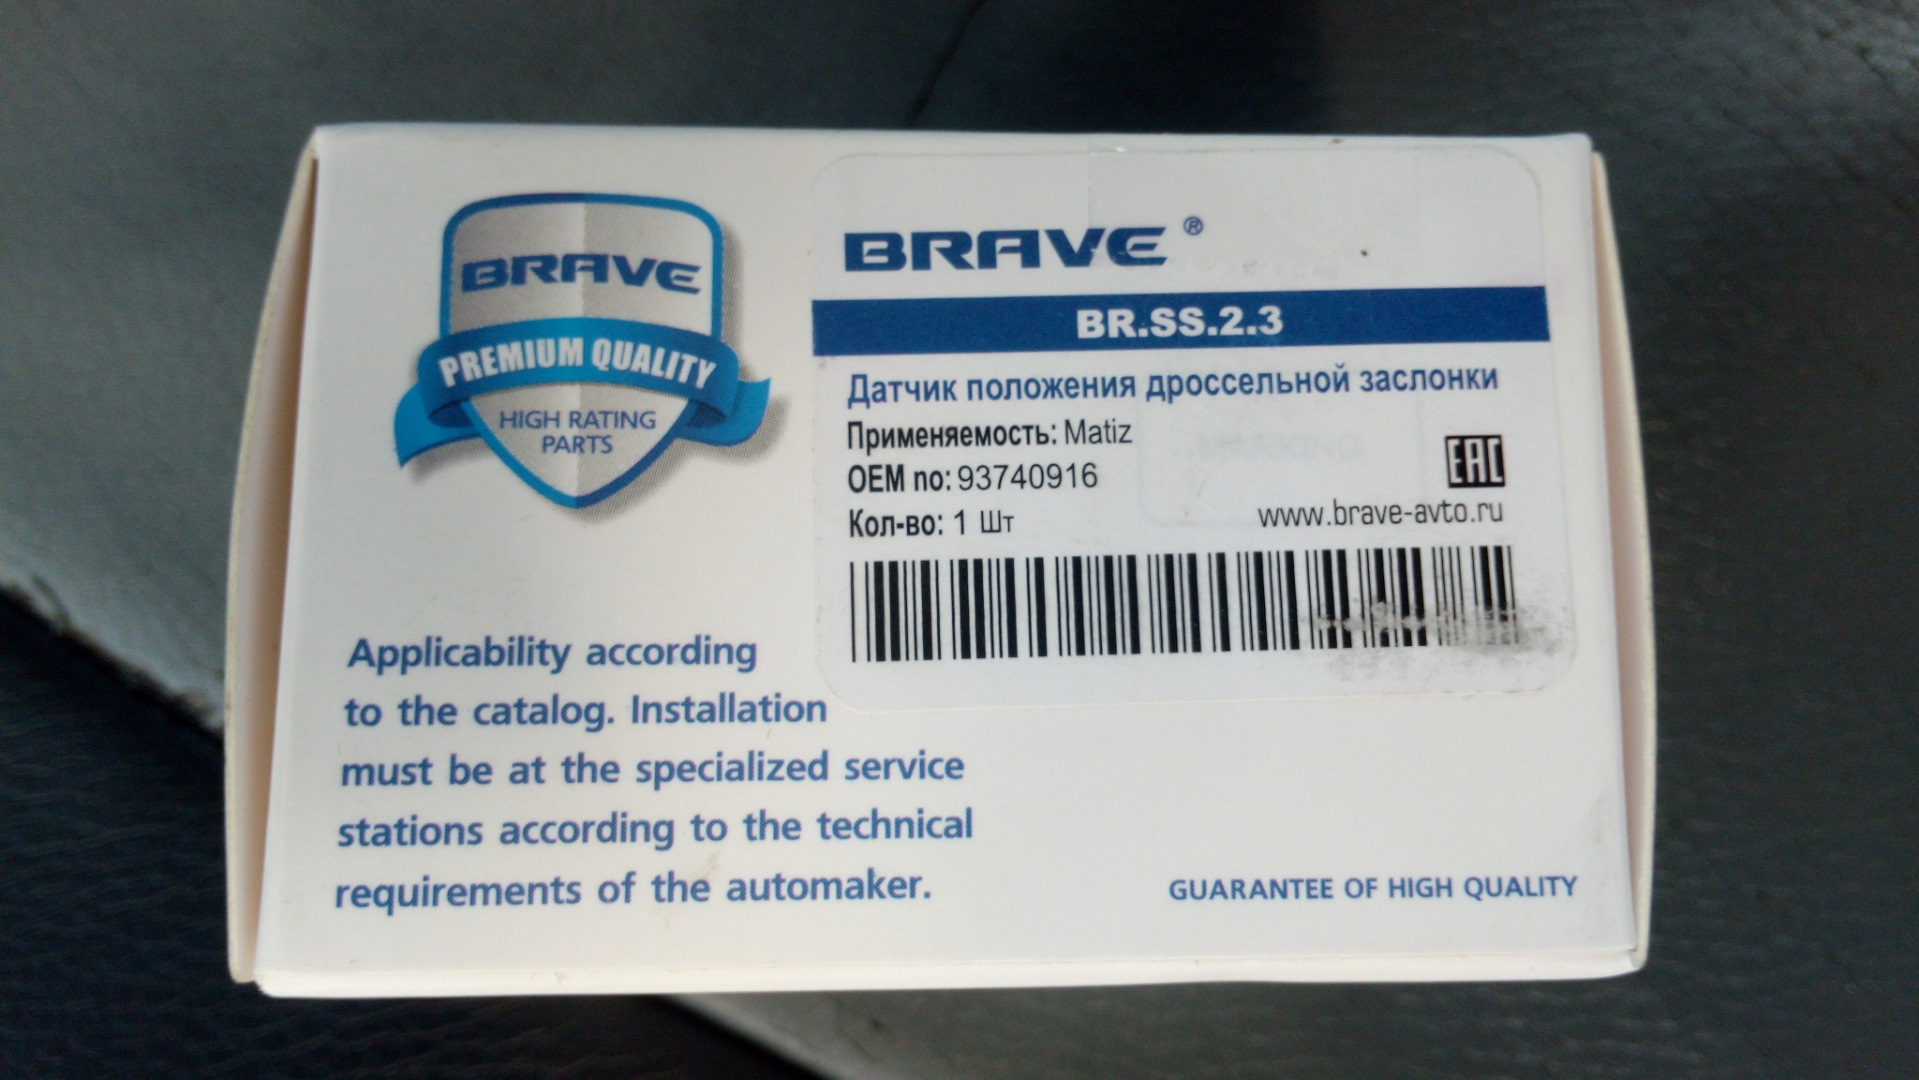 BRAVE
PREMIUM QUALITY
HIGH RATING
PARTS
BRAVE ®
BR.SS.2.3
Датчик положения дроссельной заслонки
Применяемость: Matiz
OEM no: 93740916
EAC
Кол-во: 1 Шт
www.brave-avto.ru
Applicability according
to the catalog. Installation
must be at the specialized service
stations according to the technical
requirements of the automaker.
GUARANTEE OF HIGH QUALITY